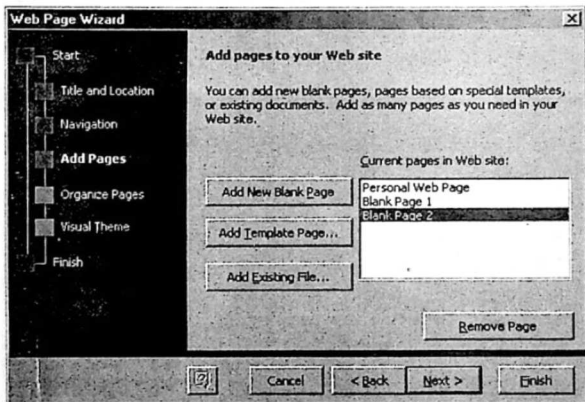 Web Page Wizard
Start
Title and Location
Navigation
Add Pages
Organize Pages
Visual Theme
Finish
Add pages to your Web site
You can add new blank pages, pages based on special templates,
or existing documents. Add as many pages as you need in your
Web site.
Current pages in Web site:
Add New Blank Page
Add Template Page...
Add Existing File...
Personal Web Page
Blank Page 1
Blank Page 2
Remove Page
Cancel
< Back
Next >
Finish